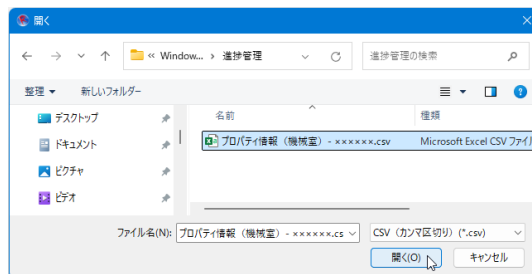 開く
« Window... › 進捗管理
進捗管理の検索
整理 新しいフォルダー
デスクトップ
ドキュメント
ピクチャ
ビデオ
名前 種類
プロパティ情報（機械室）- ××××××.csv Microsoft Excel CSV ファイル
ファイル名(N): プロパティ情報（機械室）- ××××××.cs CSV（カンマ区切り）(*.csv)
開く(O) キャンセル